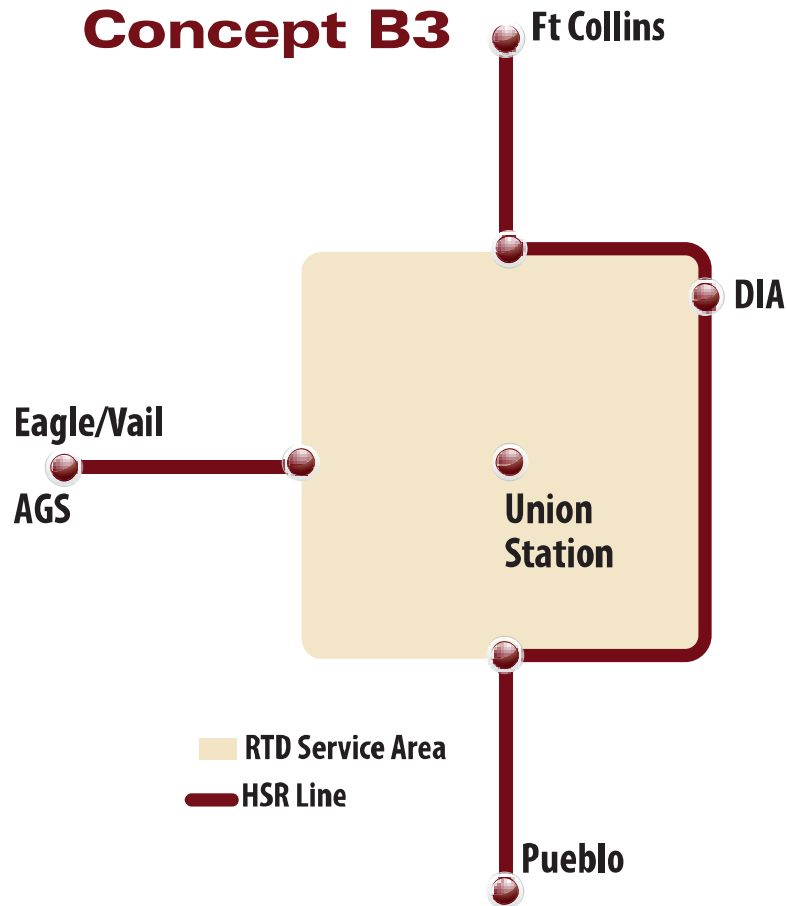 Concept B3
Ft Collins
DIA
Eagle/Vail
AGS
Union
Station
RTD Service Area
HSR Line
Pueblo